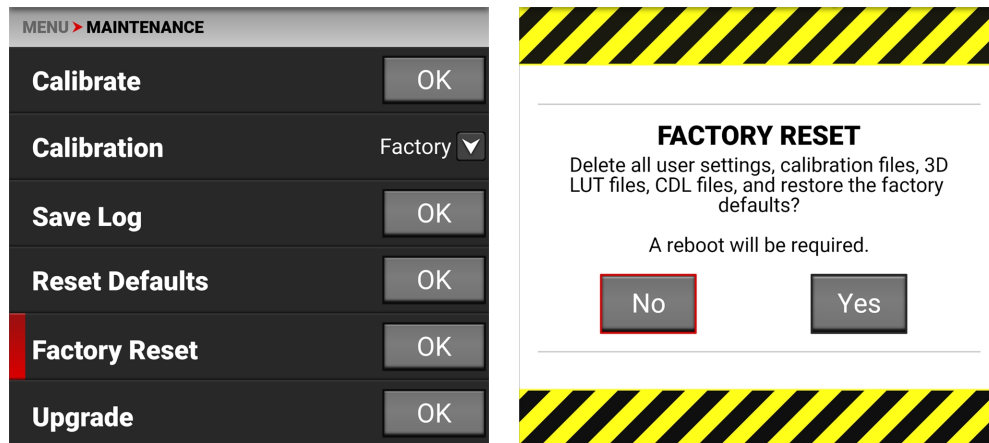 MENU > MAINTENANCE
Calibrate OK
Calibration Factory
Save Log OK
Reset Defaults OK
Factory Reset OK
Upgrade OK
FACTORY RESET
Delete all user settings, calibration files, 3D
LUT files, CDL files, and restore the factory
defaults?
A reboot will be required.
No Yes